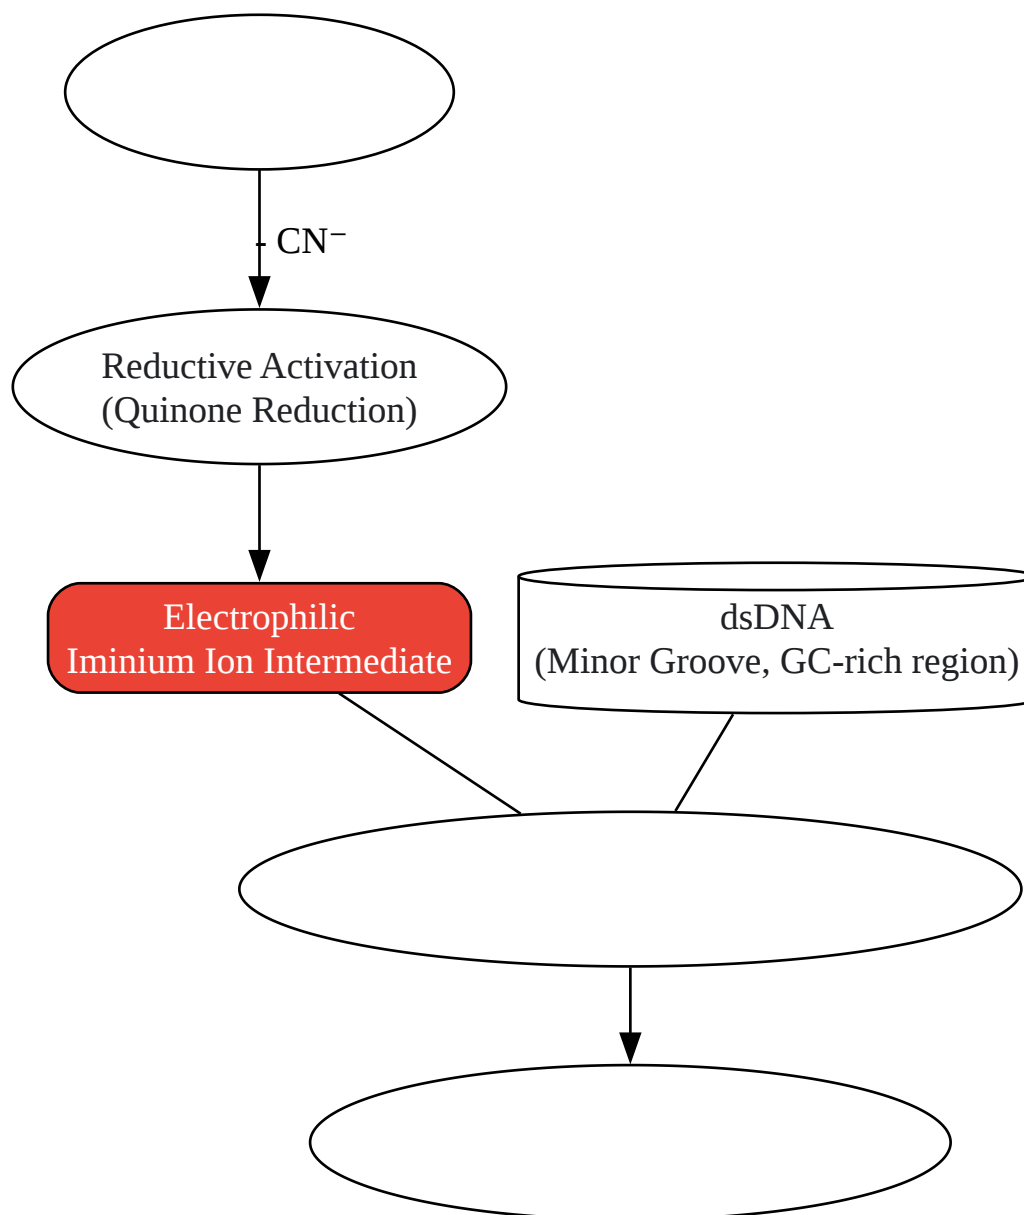 - CN⁻
Reductive Activation
(Quinone Reduction)
Electrophilic
Iminium Ion Intermediate
dsDNA
(Minor Groove, GC-rich region)